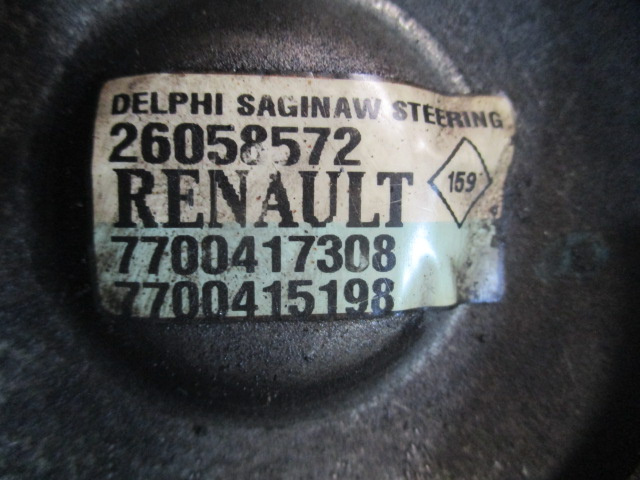 DELPHI SAGINAW STEERING
26058572
RENAULT 159
7700417308
7700415198